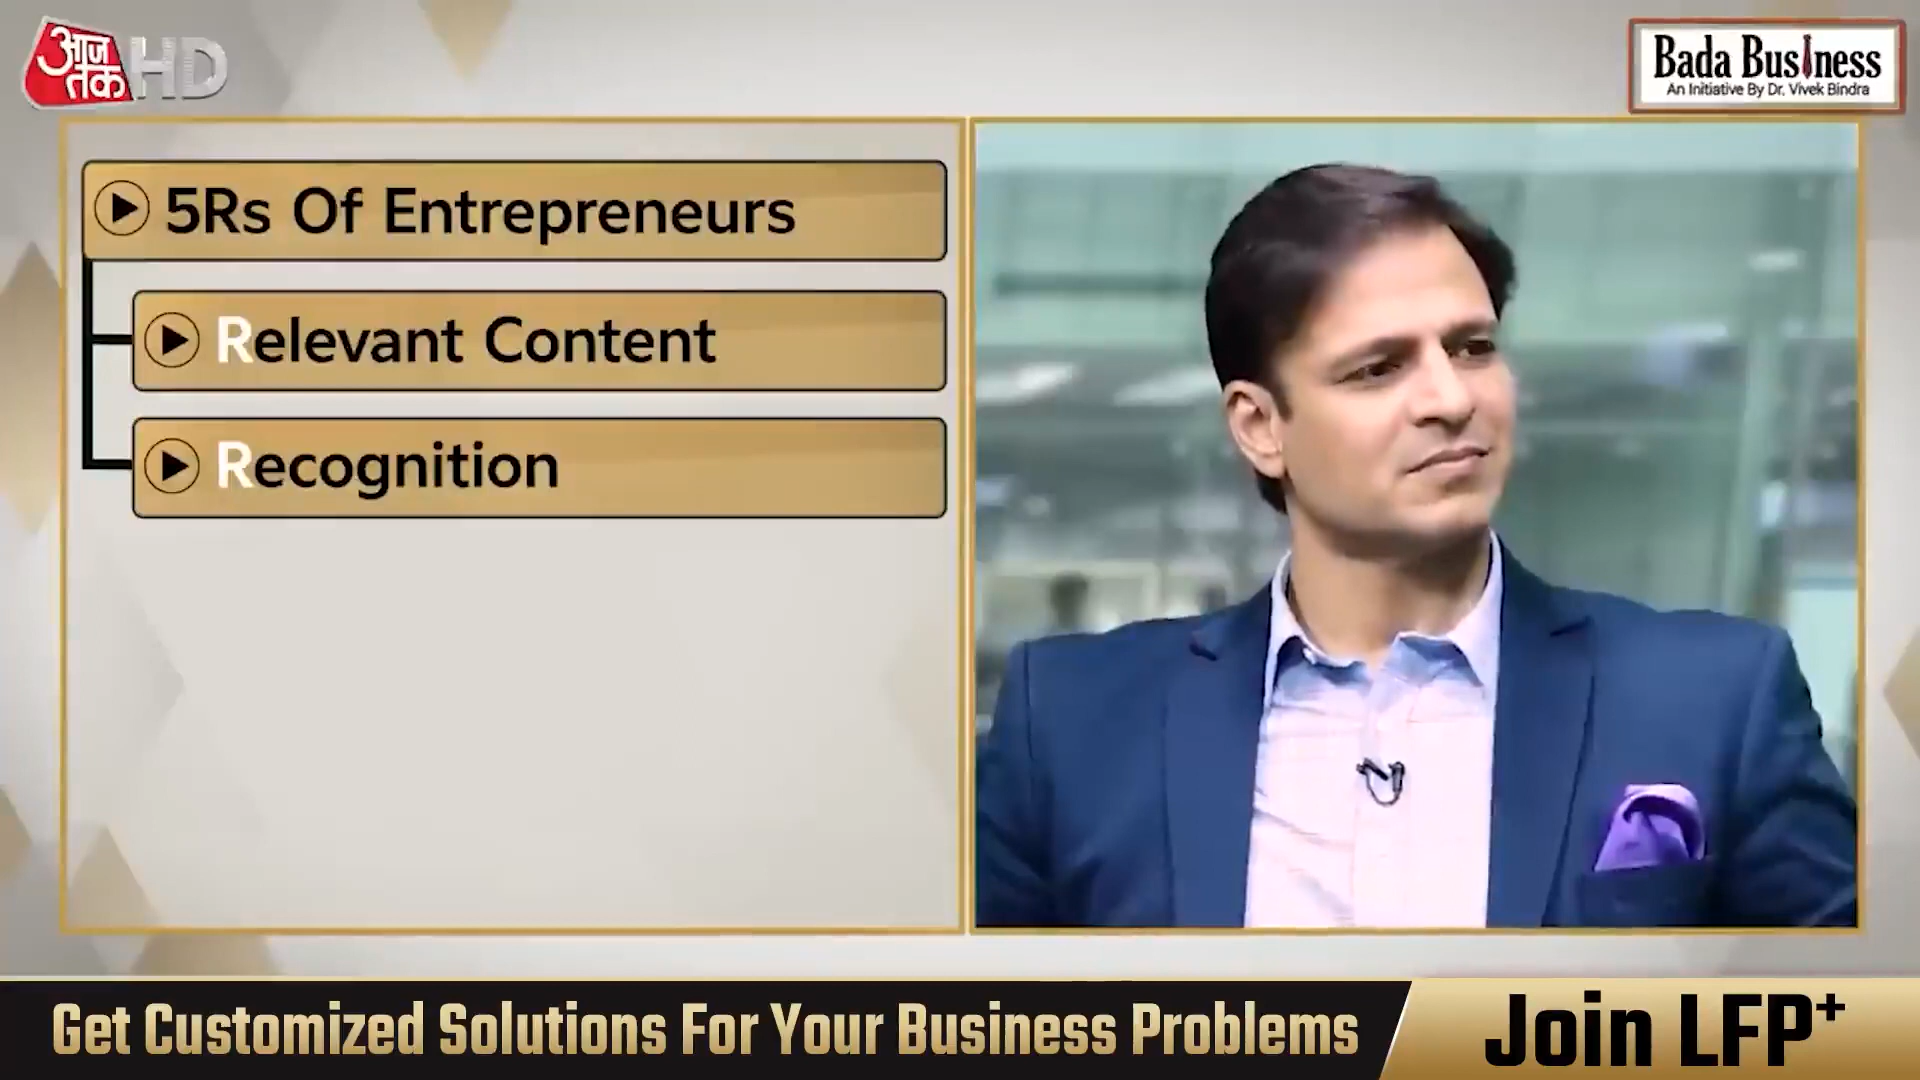 आज
तक HD
Bada Business
An Initiative By Dr. Vivek Bindra
5Rs Of Entrepreneurs
Relevant Content
Recognition
Get Customized Solutions For Your Business Problems
Join LFP+